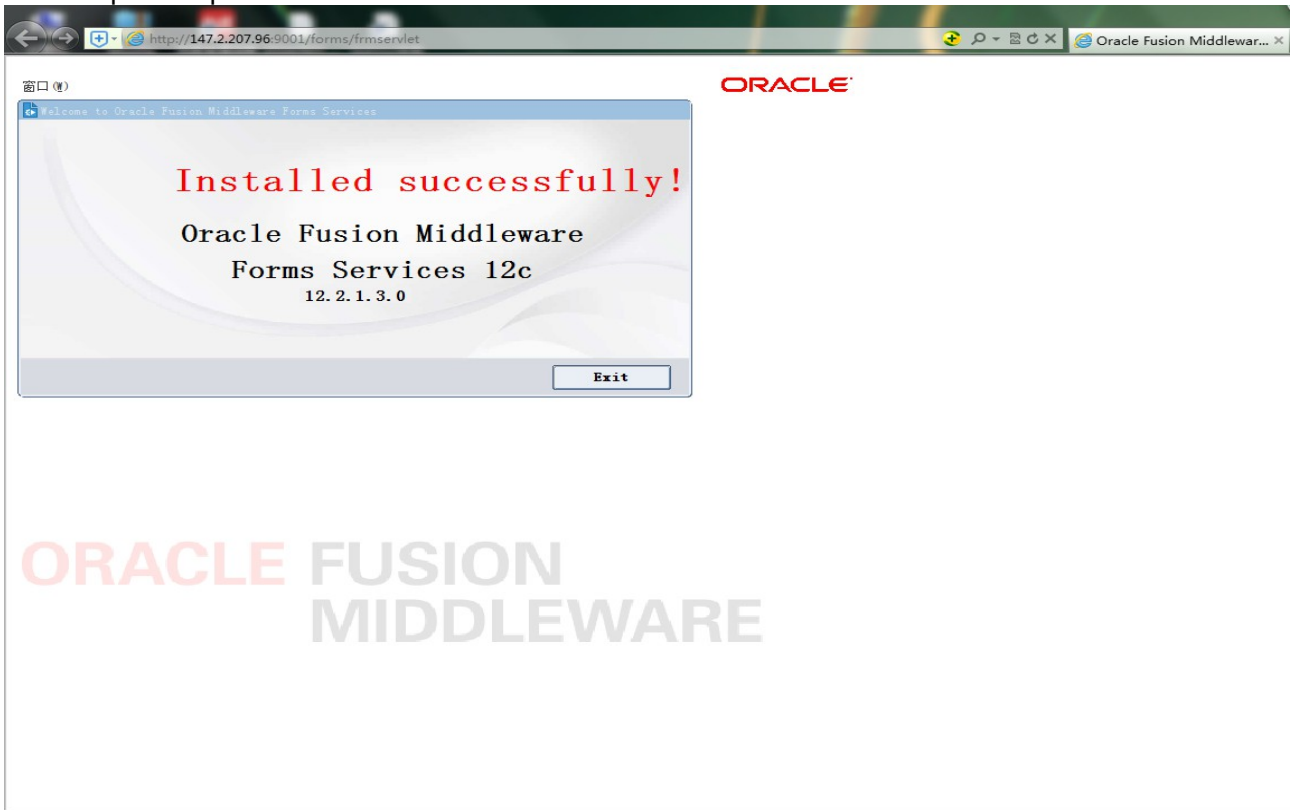 http://147.2.207.96:9001/forms/frmservlet
Oracle Fusion Middlewar...
窗口(W)
ORACLE
Welcome to Oracle Fusion Middleware Forms Services
Installed successfully!
Oracle Fusion Middleware
Forms Services 12c
12.2.1.3.0
Exit
ORACLE FUSION
MIDDLEWARE